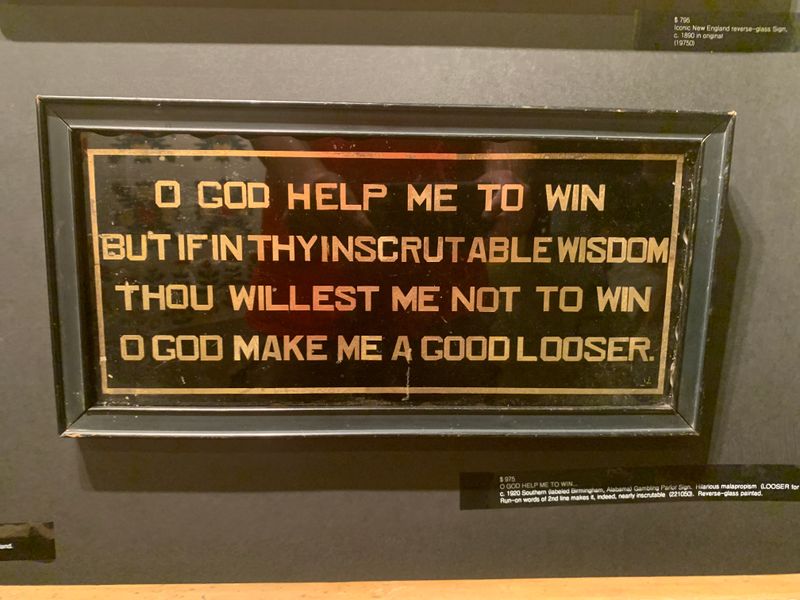 $ 795
Iconic New England reverse-glass Sign,
c. 1890 in original
(19750)
O GOD HELP ME TO WIN
BUT IF IN THY INSCRUTABLE WISDOM
THOU WILLEST ME NOT TO WIN
O GOD MAKE ME A GOOD LOOSER.
$ 975
O GOD HELP ME TO WIN... Hilarious malapropism (LOOSER for
c. 1920 Southern (labeled Birmingham, Alabama) Gambling Parlor Sign.
Run-on words of 2nd line makes it, indeed, nearly inscrutable (221050). Reverse-glass painted.